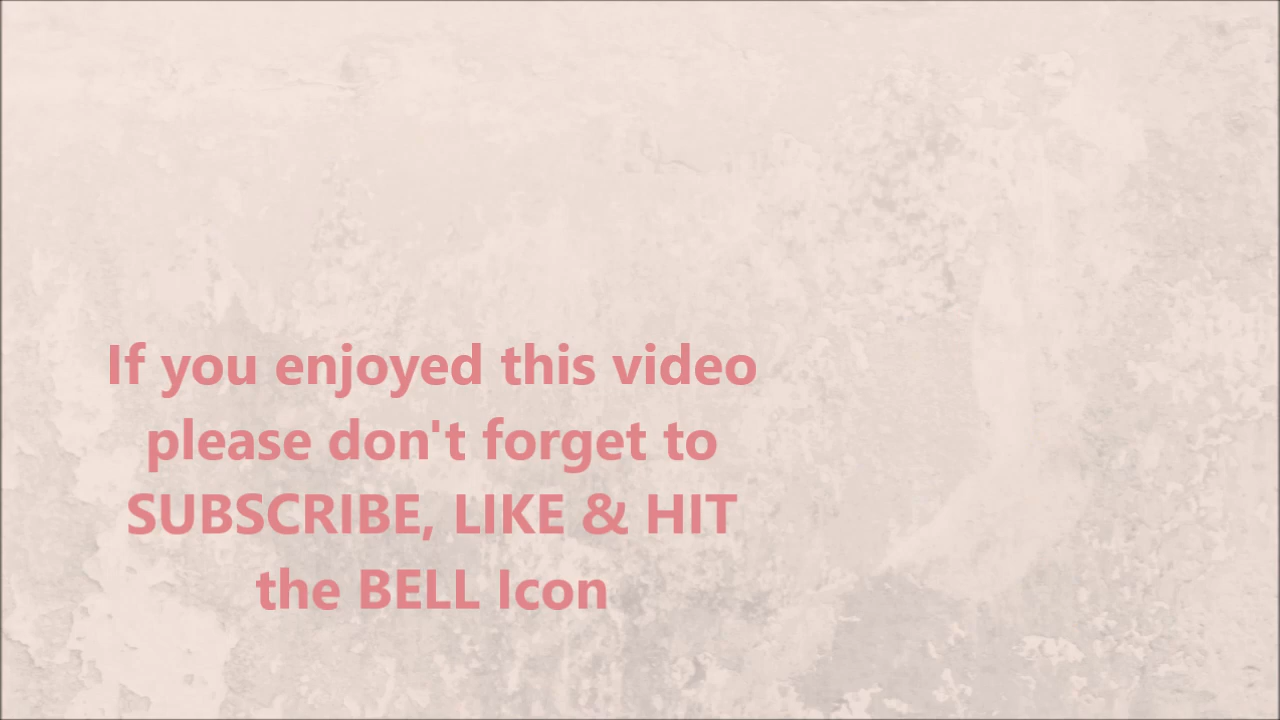 If you enjoyed this video
please don't forget to
SUBSCRIBE, LIKE & HIT
the BELL Icon